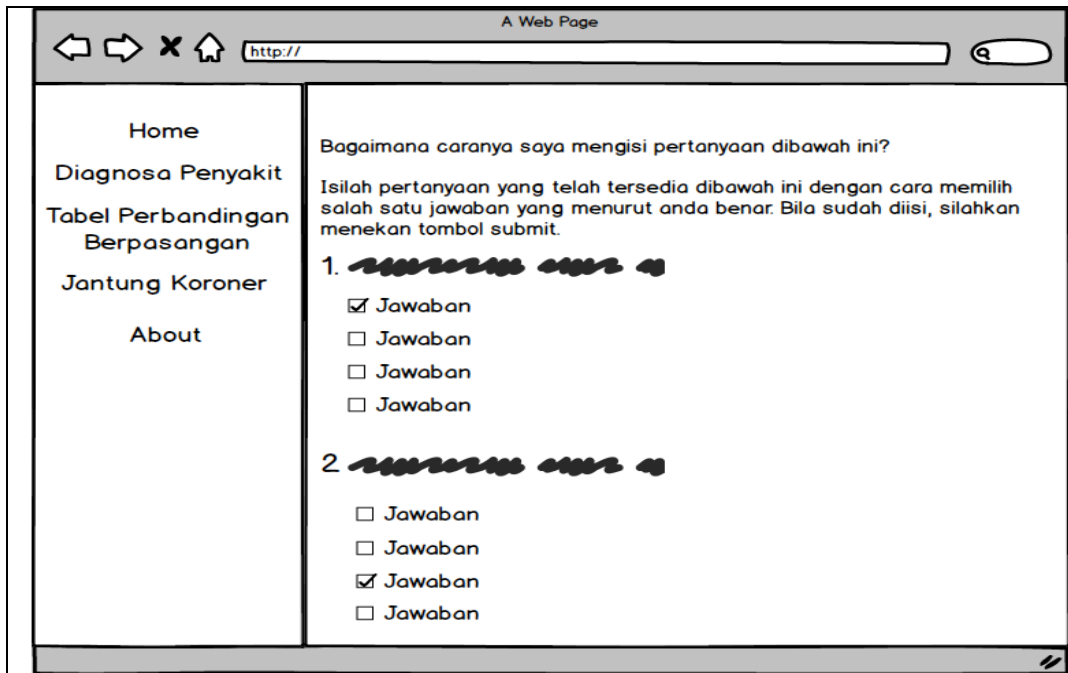 A Web Page
http://
Home
Diagnosa Penyakit
Tabel Perbandingan
Berpasangan
Jantung Koroner
About
Bagaimana caranya saya mengisi pertanyaan dibawah ini?
Isilah pertanyaan yang telah tersedia dibawah ini dengan cara memilih
salah satu jawaban yang menurut anda benar. Bila sudah diisi, silahkan
menekan tombol submit.
1.
Jawaban
Jawaban
Jawaban
Jawaban
2
Jawaban
Jawaban
Jawaban
Jawaban